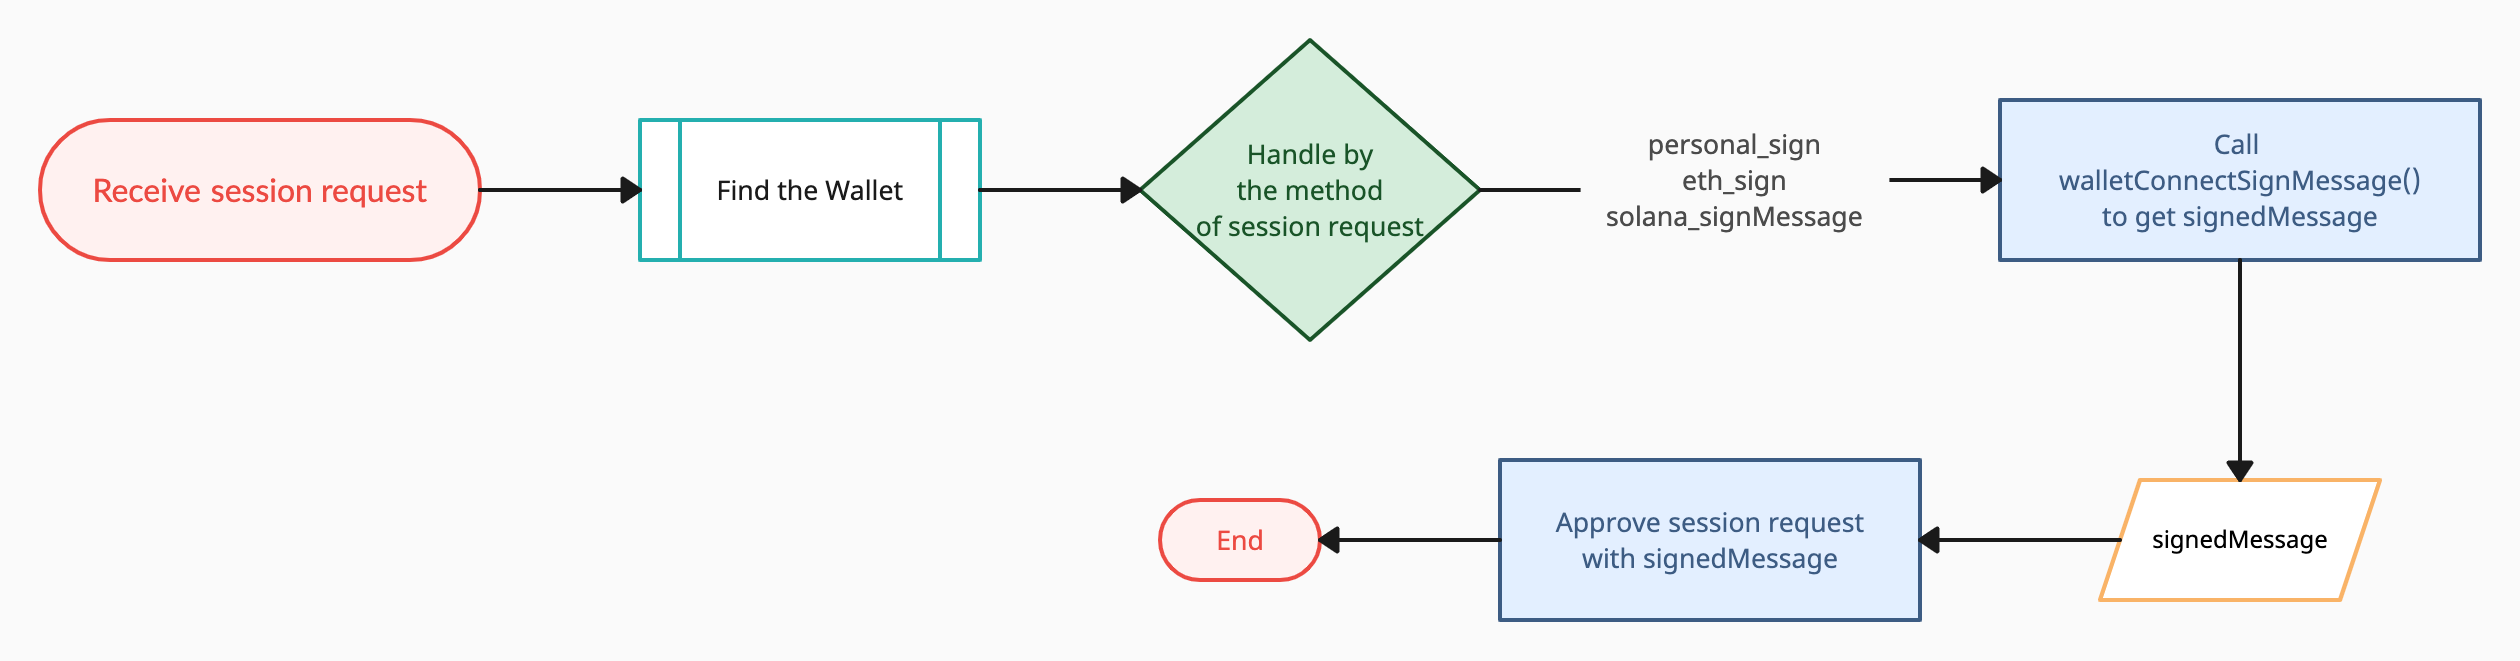 Receive session request
Find the Wallet
Handle by
the method
of session request
personal_sign
eth_sign
solana_signMessage
Call
walletConnectSignMessage()
to get signedMessage
signedMessage
Approve session request
with signedMessage
End